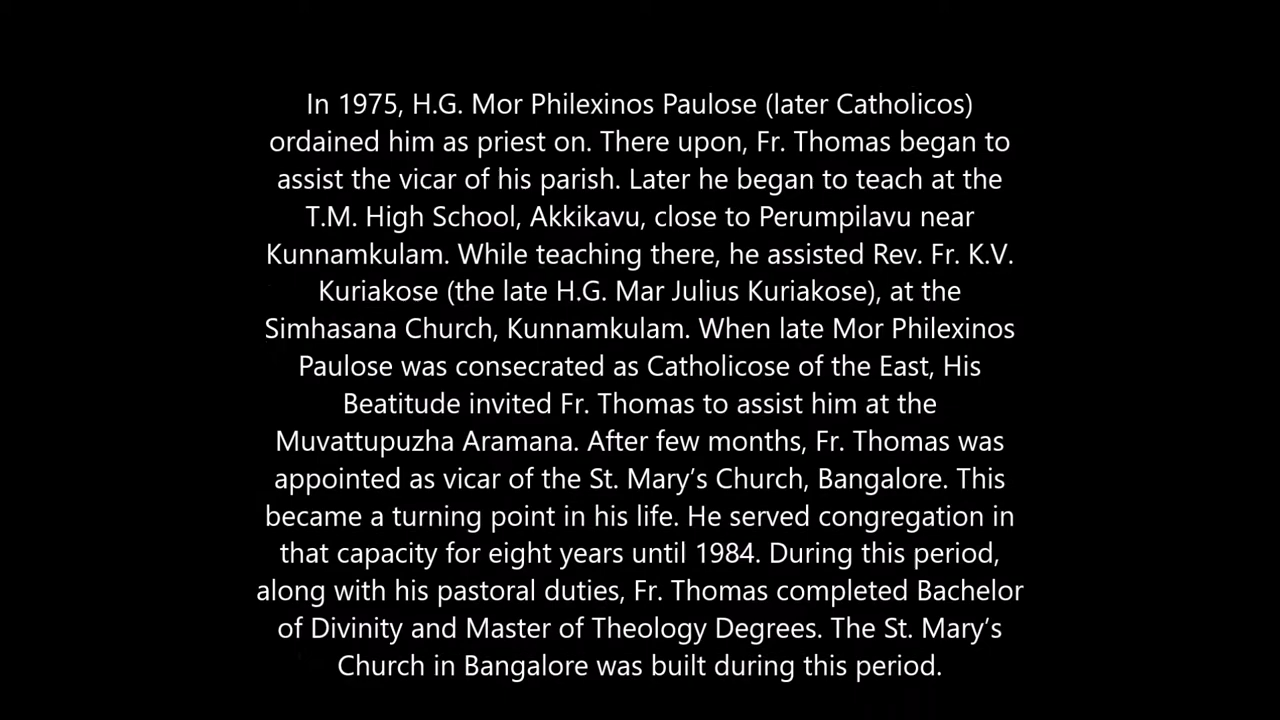 In 1975, H.G. Mor Philexinos Paulose (later Catholicos)
ordained him as priest on. There upon, Fr. Thomas began to
assist the vicar of his parish. Later he began to teach at the
T.M. High School, Akkikavu, close to Perumpilavu near
Kunnamkulam. While teaching there, he assisted Rev. Fr. K.V.
Kuriakose (the late H.G. Mar Julius Kuriakose), at the
Simhasana Church, Kunnamkulam. When late Mor Philexinos
Paulose was consecrated as Catholicose of the East, His
Beatitude invited Fr. Thomas to assist him at the
Muvattupuzha Aramana. After few months, Fr. Thomas was
appointed as vicar of the St. Mary’s Church, Bangalore. This
became a turning point in his life. He served congregation in
that capacity for eight years until 1984. During this period,
along with his pastoral duties, Fr. Thomas completed Bachelor
of Divinity and Master of Theology Degrees. The St. Mary’s
Church in Bangalore was built during this period.